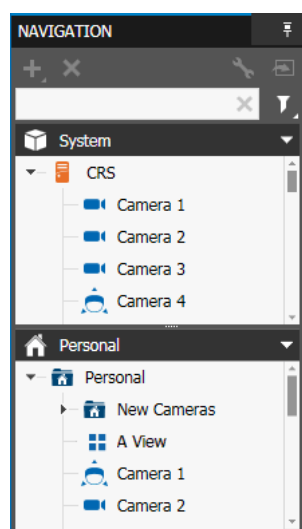 NAVIGATION
System
CRS
Camera 1
Camera 2
Camera 3
Camera 4
Personal
Personal
New Cameras
A View
Camera 1
Camera 2